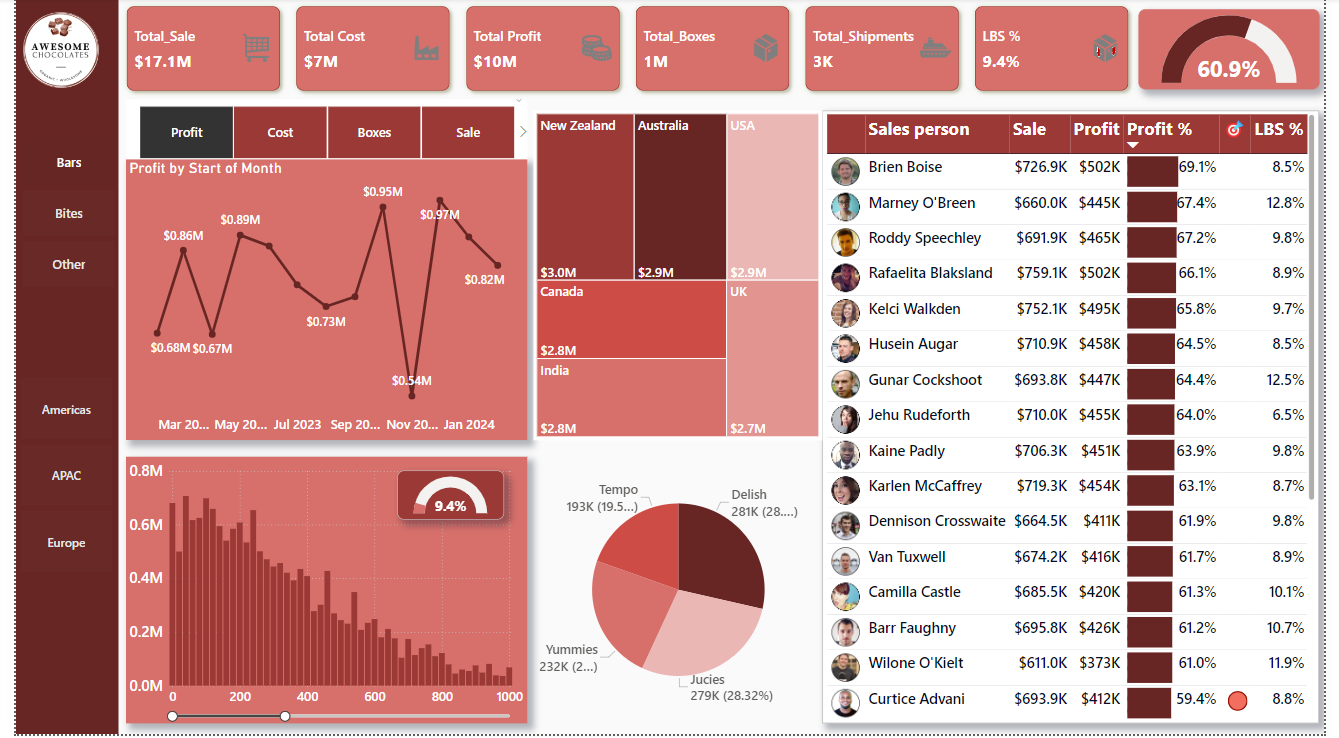 AWESOME
CHOCOLATES
Total_Sale
$17.1M
Total Cost
$7M
Total Profit
$10M
Total_Boxes
1M
Total_Shipments
3K
LBS %
9.4%
60.9%
Bars
Bites
Other
Americas
APAC
Europe
Profit Cost Boxes Sale
Profit by Start of Month
$0.68M
$0.86M
$0.67M
$0.89M
$0.73M
$0.95M
$0.54M
$0.97M
$0.82M
Mar 20... May 20... Jul 2023 Sep 20... Nov 20... Jan 2024
New Zealand
$3.0M
Australia
$2.9M
USA
$2.9M
Canada
$2.8M
India
$2.8M
UK
$2.7M
0.8M
0.6M
0.4M
0.2M
0.0M
0 200 400 600 800 1000
9.4%
Tempo
193K (19.5...)
Delish
281K (28....)
Yummies
232K (2...)
Jucies
279K (28.32%)
Sales person Sale Profit Profit % LBS %
Brien Boise $726.9K $502K 69.1% 8.5%
Marney O'Breen $660.0K $445K 67.4% 12.8%
Roddy Speechley $691.9K $465K 67.2% 9.8%
Rafaelita Blaksland $759.1K $502K 66.1% 8.9%
Kelci Walkden $752.1K $495K 65.8% 9.7%
Husein Augar $710.9K $458K 64.5% 8.5%
Gunar Cockshoot $693.8K $447K 64.4% 12.5%
Jehu Rudeforth $710.0K $455K 64.0% 6.5%
Kaine Padly $706.3K $451K 63.9% 9.8%
Karlen McCaffrey $719.3K $454K 63.1% 8.7%
Dennison Crosswaite $664.5K $411K 61.9% 9.8%
Van Tuxwell $674.2K $416K 61.7% 8.9%
Camilla Castle $685.5K $420K 61.3% 10.1%
Barr Faughny $695.8K $426K 61.2% 10.7%
Wilone O'Kielt $611.0K $373K 61.0% 11.9%
Curtice Advani $693.9K $412K 59.4% 8.8%